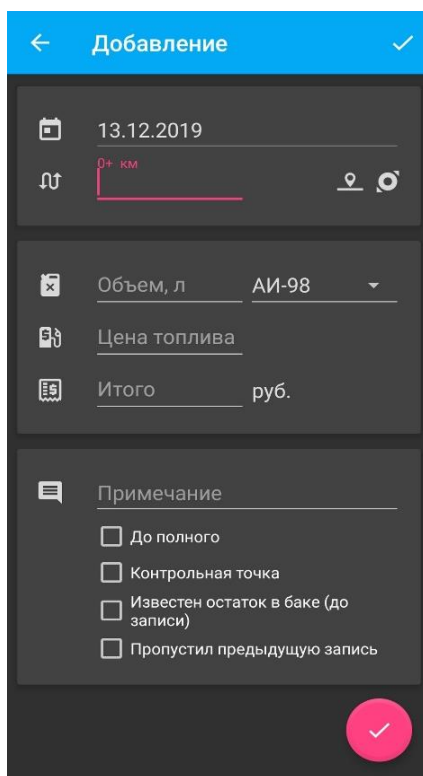 Добавление
13.12.2019
0+ км
Объем, л АИ-98
Цена топлива
Итого руб.
Примечание
До полного
Контрольная точка
Известен остаток в баке (до
записи)
Пропустил предыдущую запись